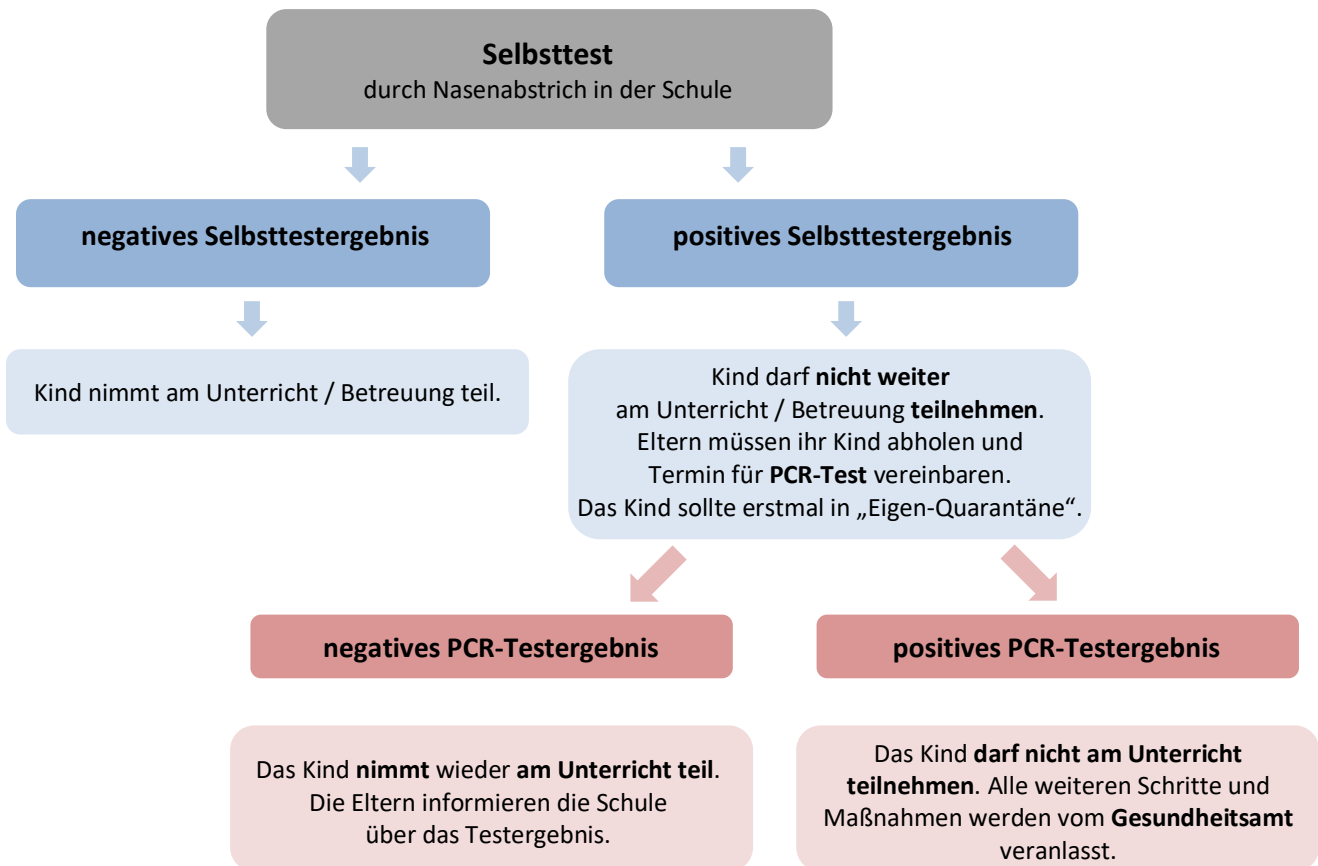 Selbsttest
durch Nasenabstrich in der Schule
negatives Selbsttestergebnis
positives Selbsttestergebnis
Kind nimmt am Unterricht / Betreuung teil.
Kind darf nicht weiter
am Unterricht / Betreuung teilnehmen.
Eltern müssen ihr Kind abholen und
Termin für PCR-Test vereinbaren.
Das Kind sollte erstmal in „Eigen-Quarantäne“.
negatives PCR-Testergebnis
positives PCR-Testergebnis
Das Kind nimmt wieder am Unterricht teil.
Die Eltern informieren die Schule
über das Testergebnis.
Das Kind darf nicht am Unterricht
teilnehmen. Alle weiteren Schritte und
Maßnahmen werden vom Gesundheitsamt
veranlasst.